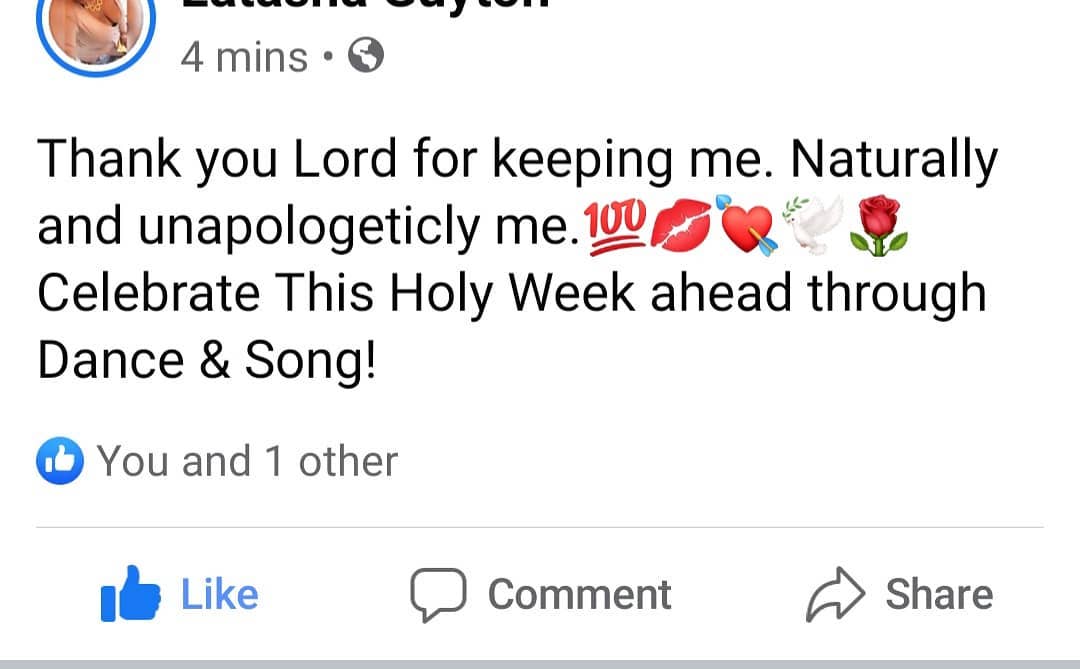 4 mins •
Thank you Lord for keeping me. Naturally
and unapologeticly me.💯💋💘🕊️🌹
Celebrate This Holy Week ahead through
Dance & Song!
You and 1 other
Like
Comment
Share